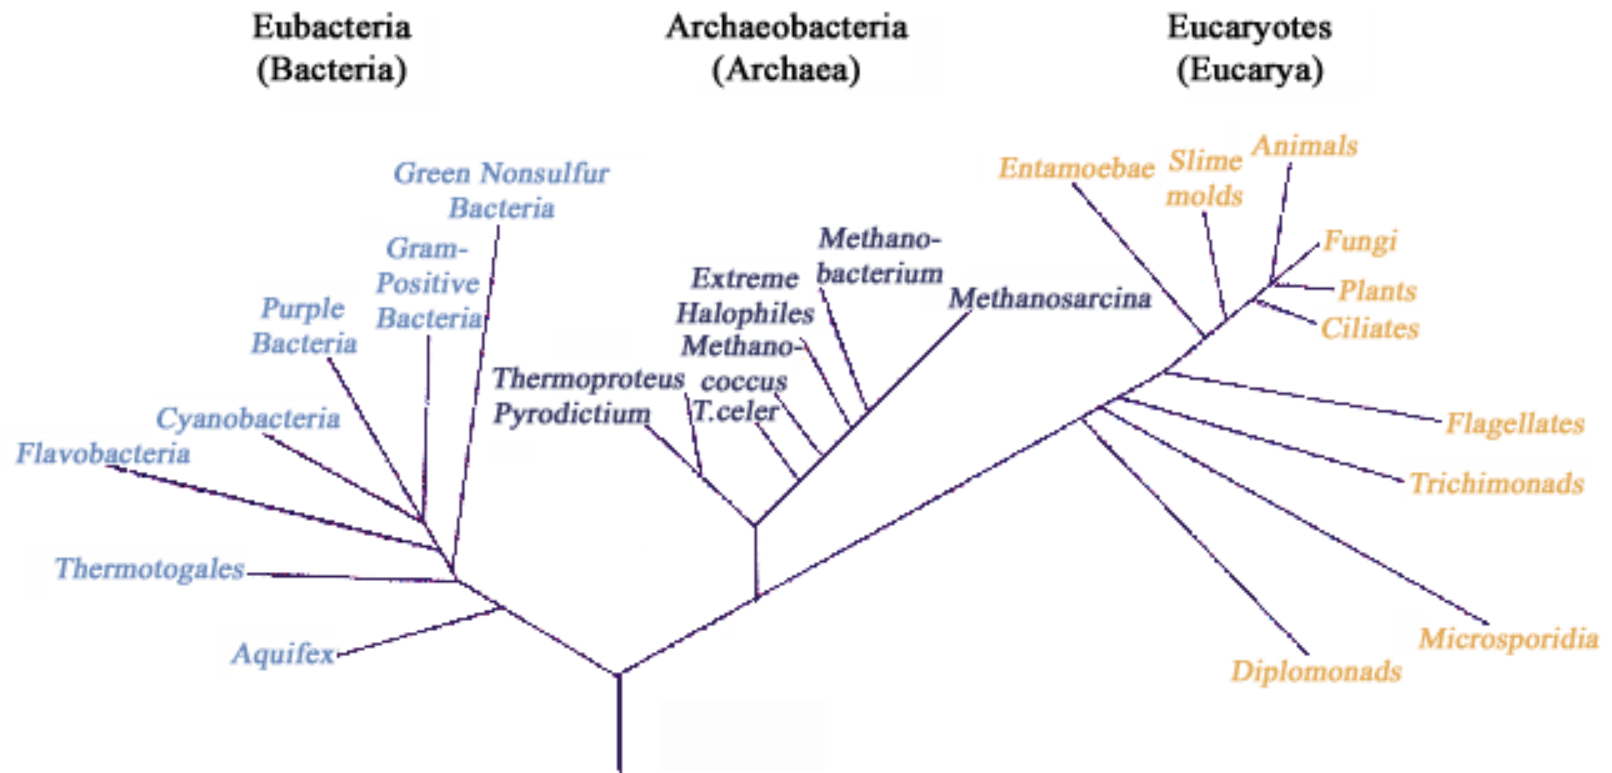 Eubacteria
(Bacteria)
Archaeobacteria
(Archaea)
Eucaryotes
(Eucarya)
Green Nonsulfur
Bacteria
Gram-
Positive
Bacteria
Purple
Bacteria
Cyanobacteria
Flavobacteria
Thermotogales
Aquifex
Methano-
bacterium
Extreme
Halophiles
Methanosarcina
Methano-
coccus
Thermoproteus
Pyrodictium
T.celer
Entamoebae
Slime
molds
Animals
Fungi
Plants
Ciliates
Flagellates
Trichimonads
Microsporidia
Diplomonads